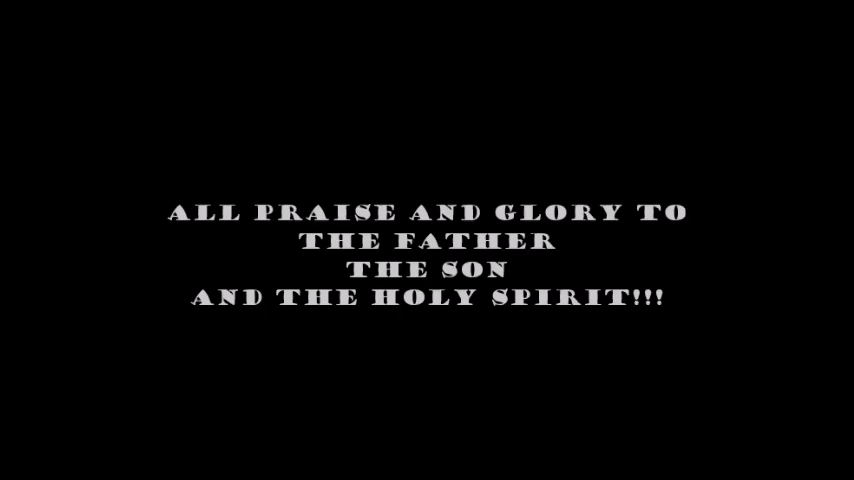 ALL PRAISE AND GLORY TO
THE FATHER
THE SON
AND THE HOLY SPIRIT!!!